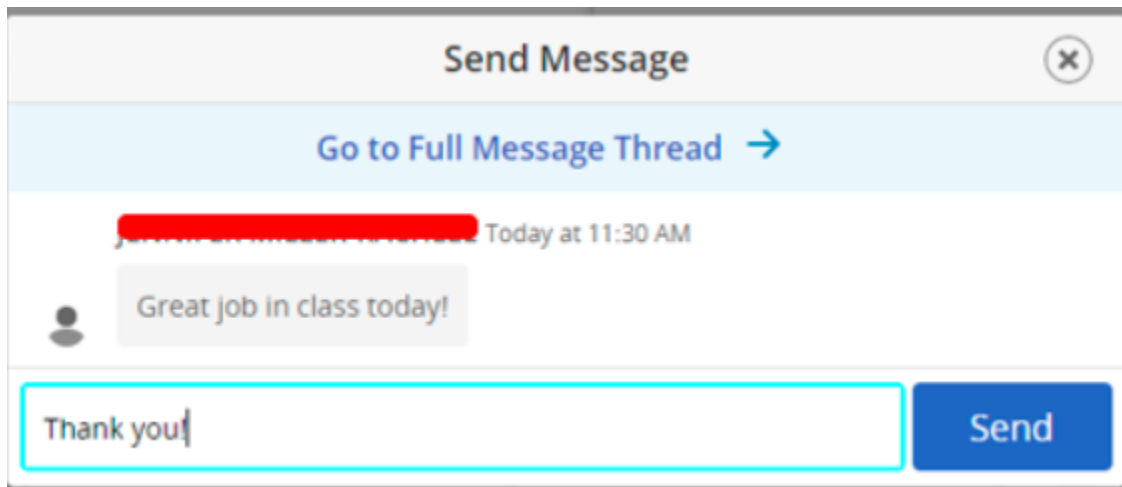 Send Message
Go to Full Message Thread →
Today at 11:30 AM
Great job in class today!
Thank you!
Send